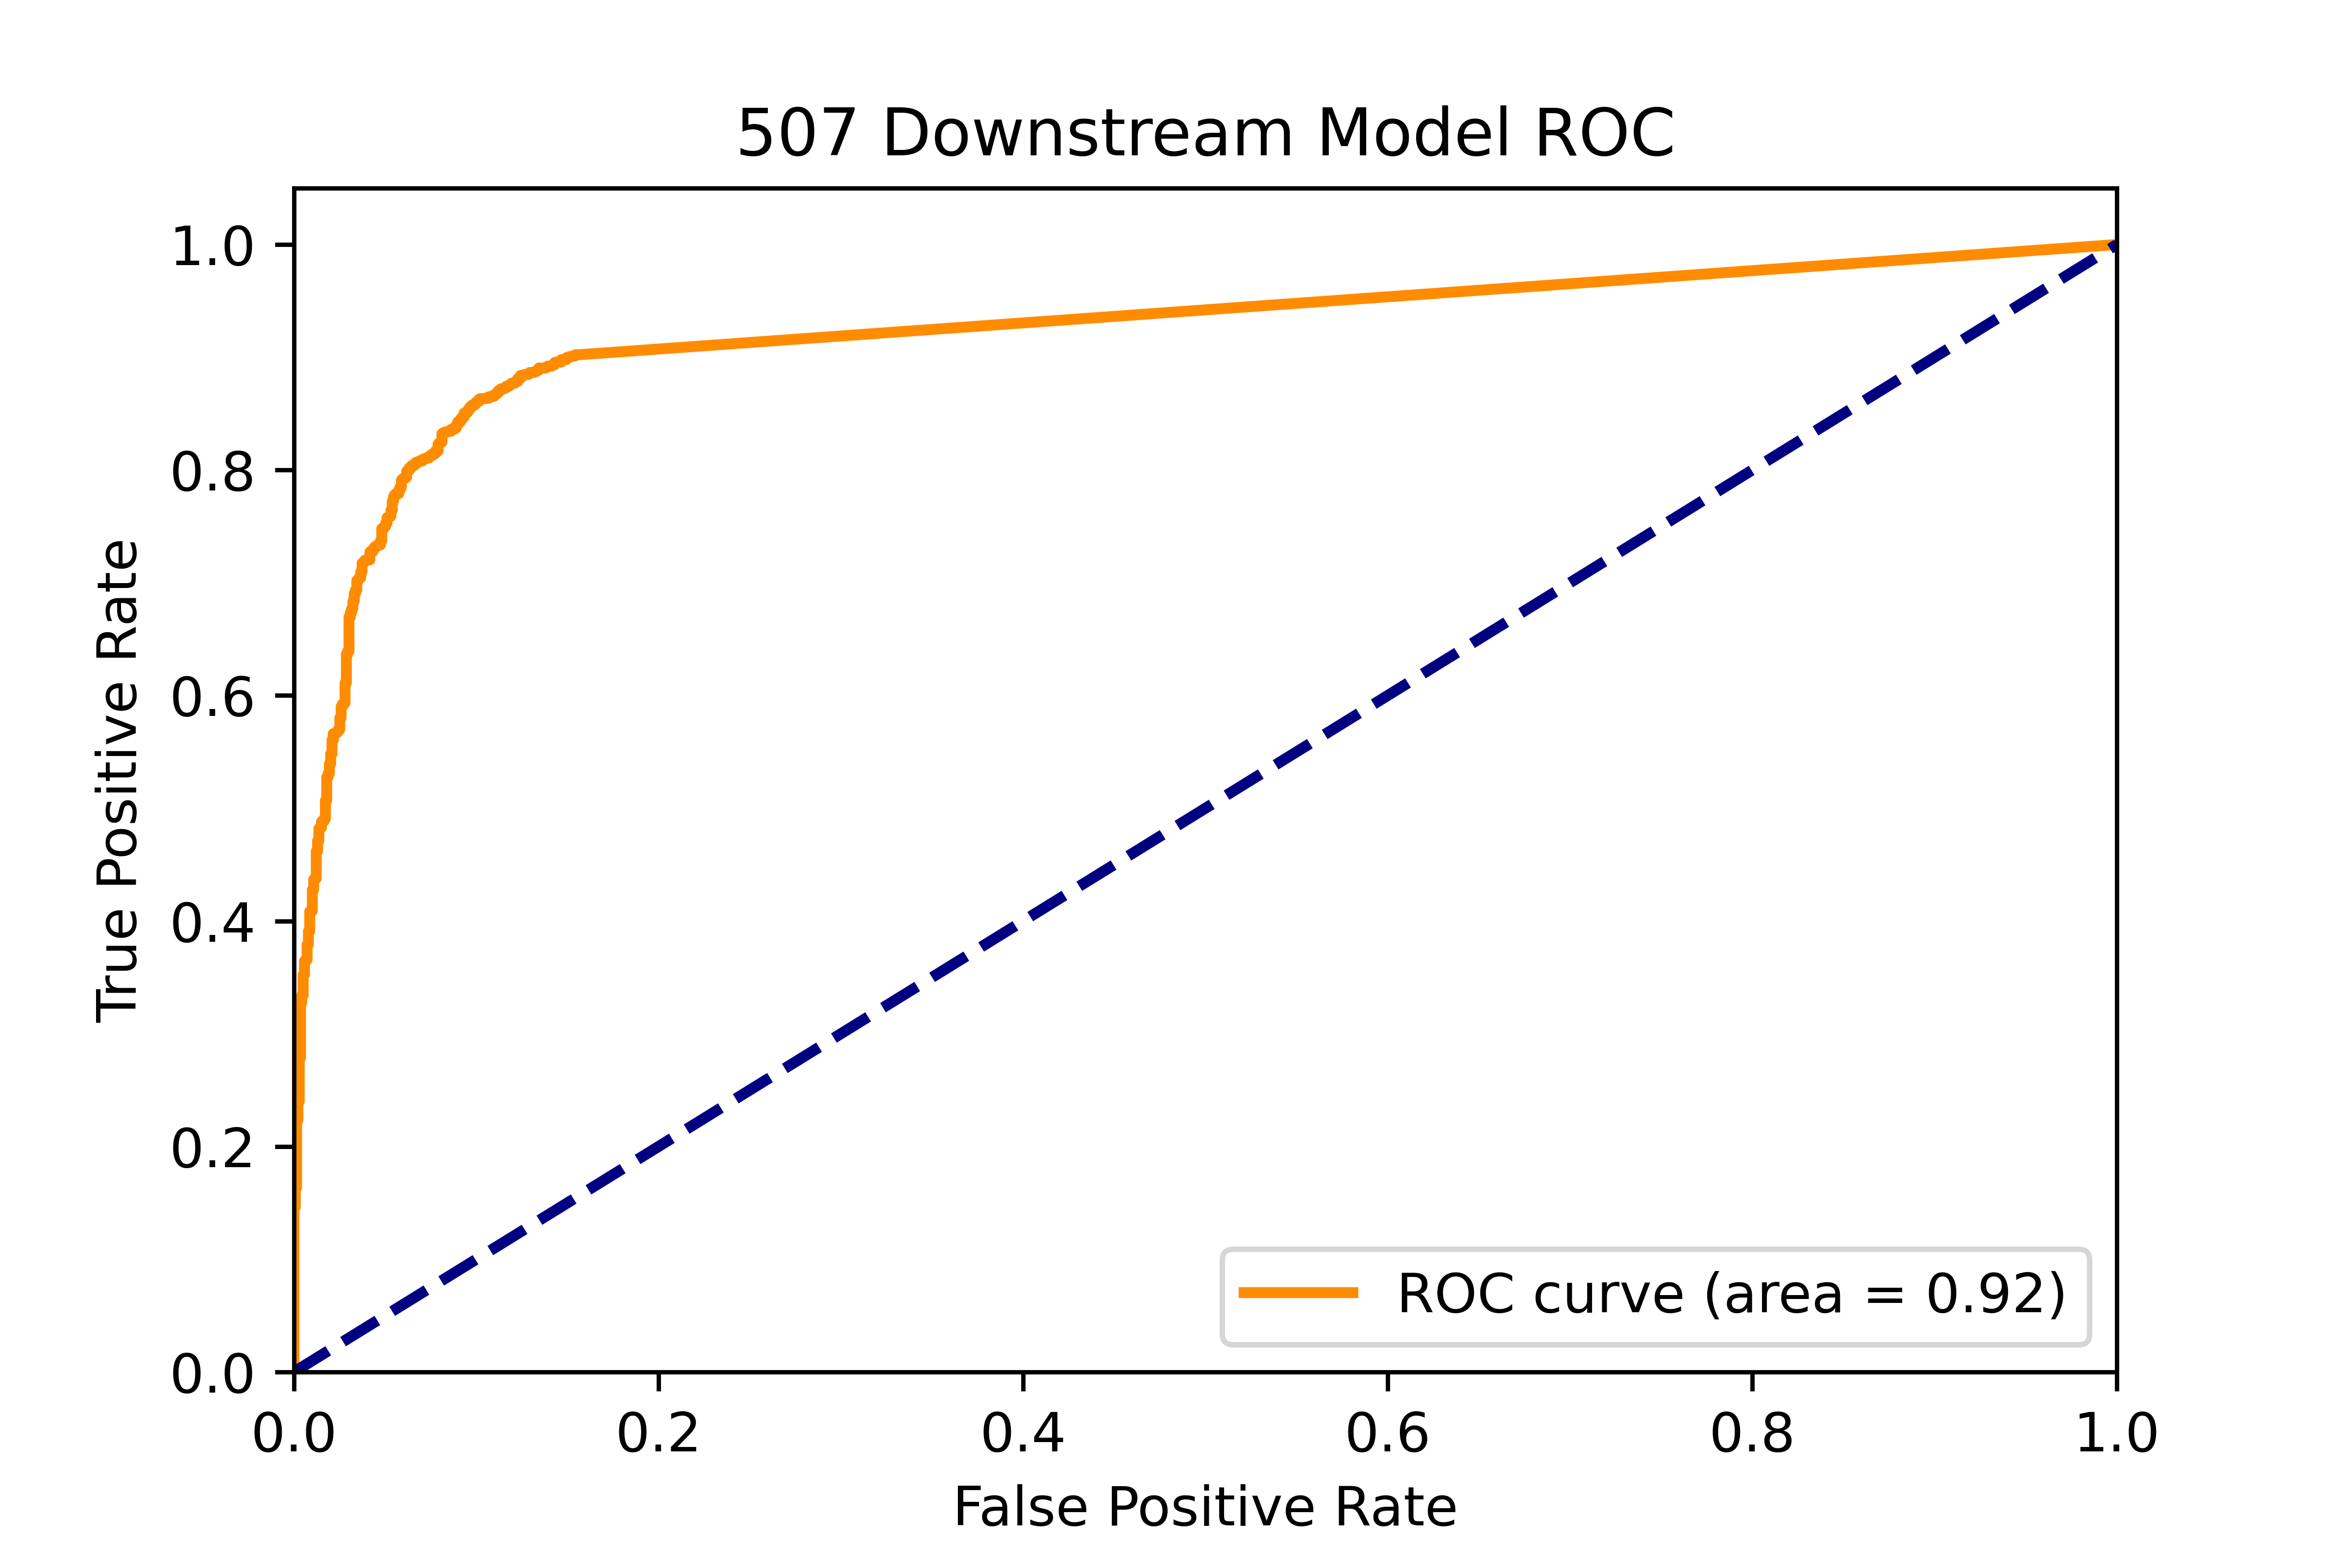 507 Downstream Model ROC
True Positive Rate
1.0
0.8
0.6
0.4
0.2
0.0
ROC curve (area = 0.92)
0.0 0.2 0.4 0.6 0.8 1.0
False Positive Rate